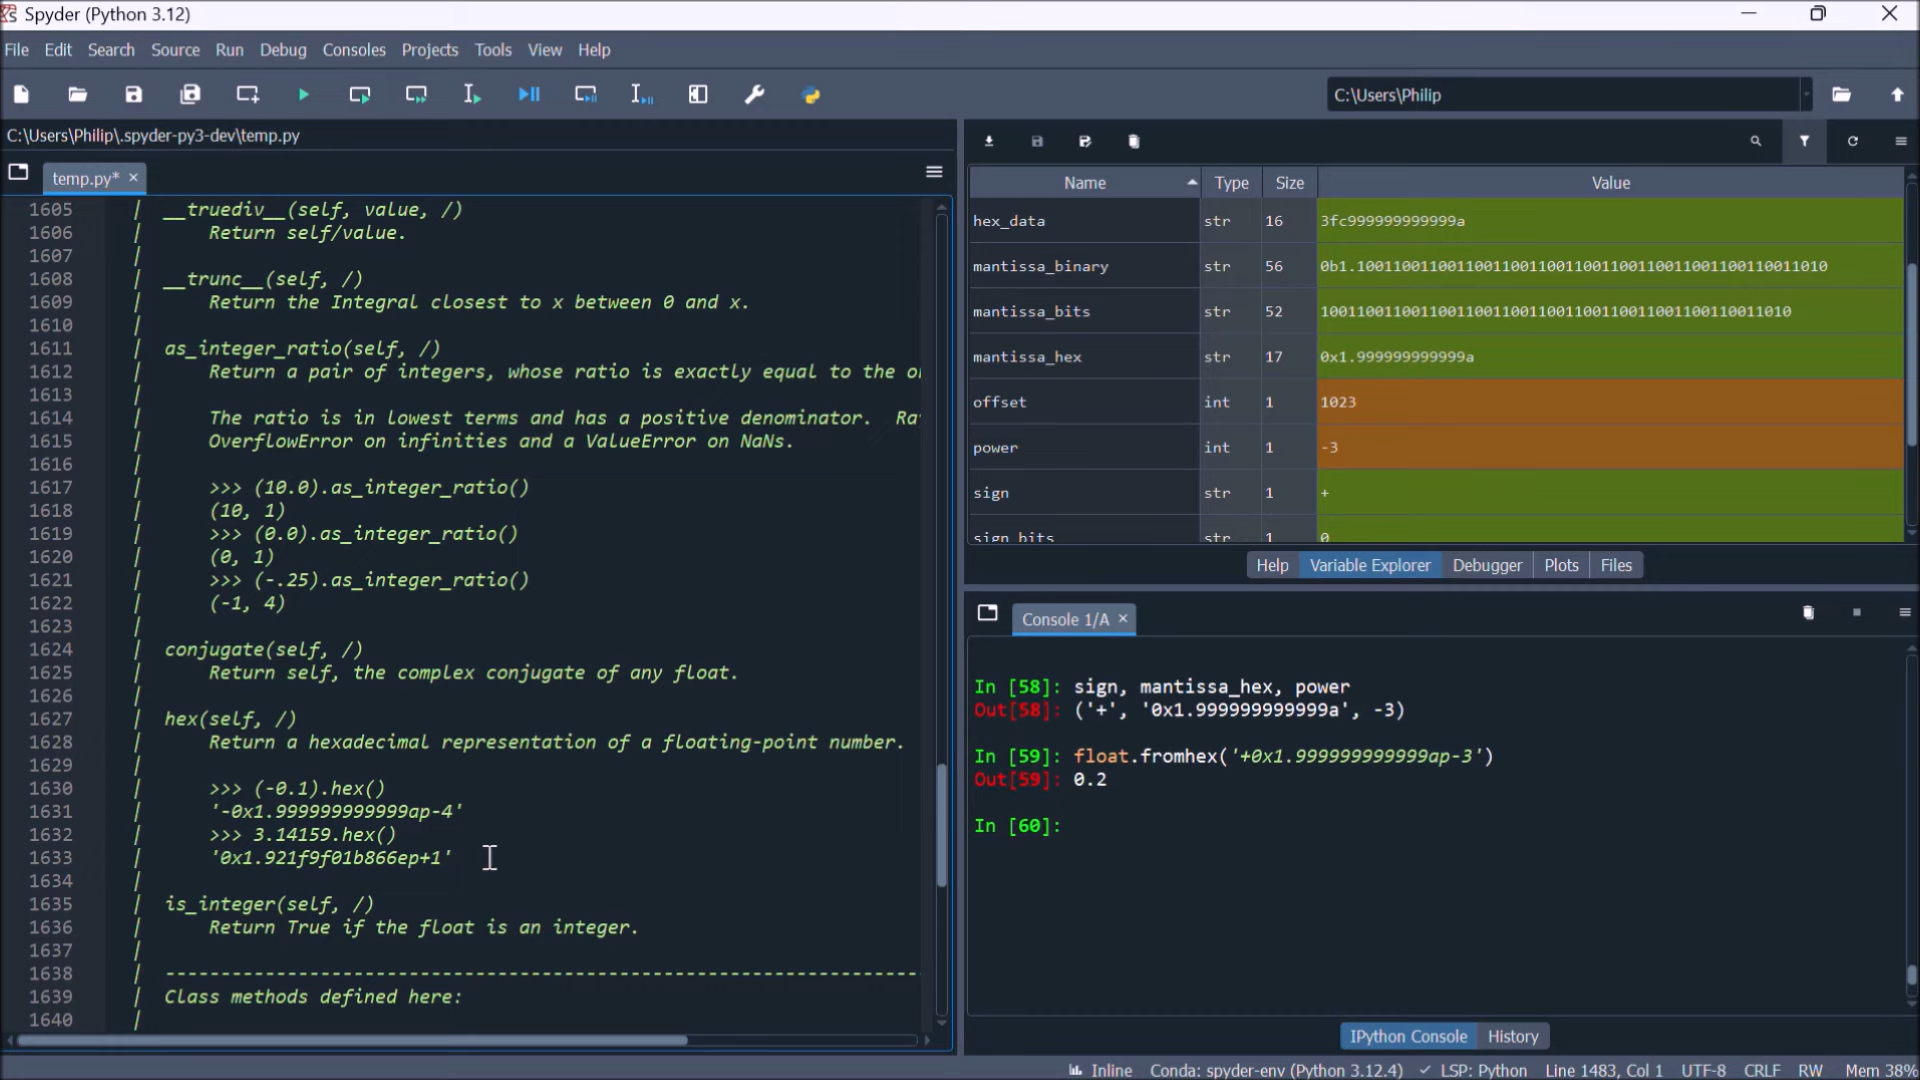 Spyder (Python 3.12)
File Edit Search Source Run Debug Consoles Projects Tools View Help
C:\Users\Philip
C:\Users\Philip\.spyder-py3-dev\temp.py
temp.py*
1605 | __truediv__(self, value, /)
1606 | Return self/value.
1607 |
1608 | __trunc__(self, /)
1609 | Return the Integral closest to x between 0 and x.
1610 |
1611 | as_integer_ratio(self, /)
1612 | Return a pair of integers, whose ratio is exactly equal to the o
1613 |
1614 | The ratio is in lowest terms and has a positive denominator. Ra
1615 | OverflowError on infinities and a ValueError on NaNs.
1616 |
1617 | >>> (10.0).as_integer_ratio()
1618 | (10, 1)
1619 | >>> (0.0).as_integer_ratio()
1620 | (0, 1)
1621 | >>> (-.25).as_integer_ratio()
1622 | (-1, 4)
1623 |
1624 | conjugate(self, /)
1625 | Return self, the complex conjugate of any float.
1626 |
1627 | hex(self, /)
1628 | Return a hexadecimal representation of a floating-point number.
1629 |
1630 | >>> (-0.1).hex()
1631 | '-0x1.999999999999ap-4'
1632 | >>> 3.14159.hex()
1633 | '0x1.921f9f01b866ep+1'
1634 |
1635 | is_integer(self, /)
1636 | Return True if the float is an integer.
1637 |
1638 | ----------------------------------------------------------------------
1639 | Class methods defined here:
1640 |
Name Type Size Value
hex_data str 16 3fc999999999999a
mantissa_binary str 56 0b1.1001100110011001100110011001100110011001100110011010
mantissa_bits str 52 1001100110011001100110011001100110011001100110011010
mantissa_hex str 17 0x1.999999999999a
offset int 1 1023
power int 1 -3
sign str 1 +
sign_bits str 1 0
Help Variable Explorer Debugger Plots Files
Console 1/A
In [58]: sign, mantissa_hex, power
Out[58]: ('+', '0x1.999999999999a', -3)
In [59]: float.fromhex('+0x1.999999999999ap-3')
Out[59]: 0.2
In [60]:
IPython Console History
Inline Conda: spyder-env (Python 3.12.4) LSP: Python Line 1483, Col 1 UTF-8 CRLF RW Mem 38%